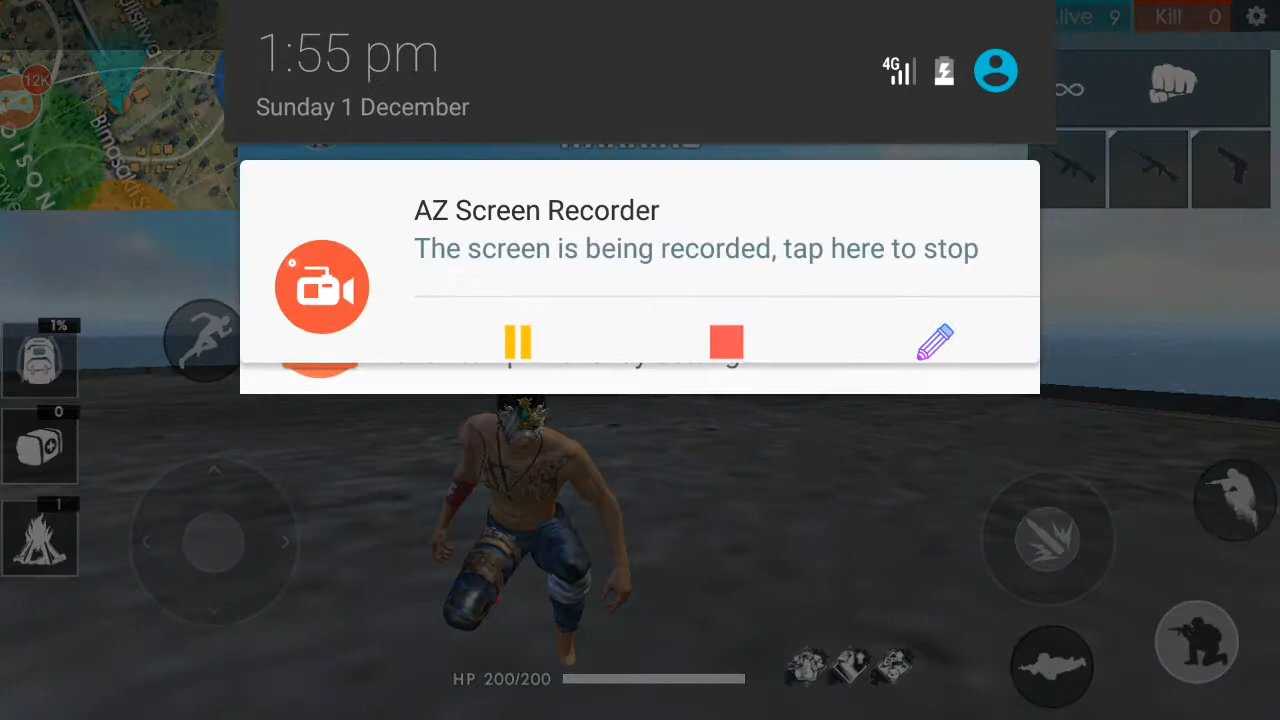 1:55 pm
Sunday 1 December
4G
Alive 9
Kill 0
12K
Bimasakti S
AZ Screen Recorder
The screen is being recorded, tap here to stop
1%
0
1
HP 200/200